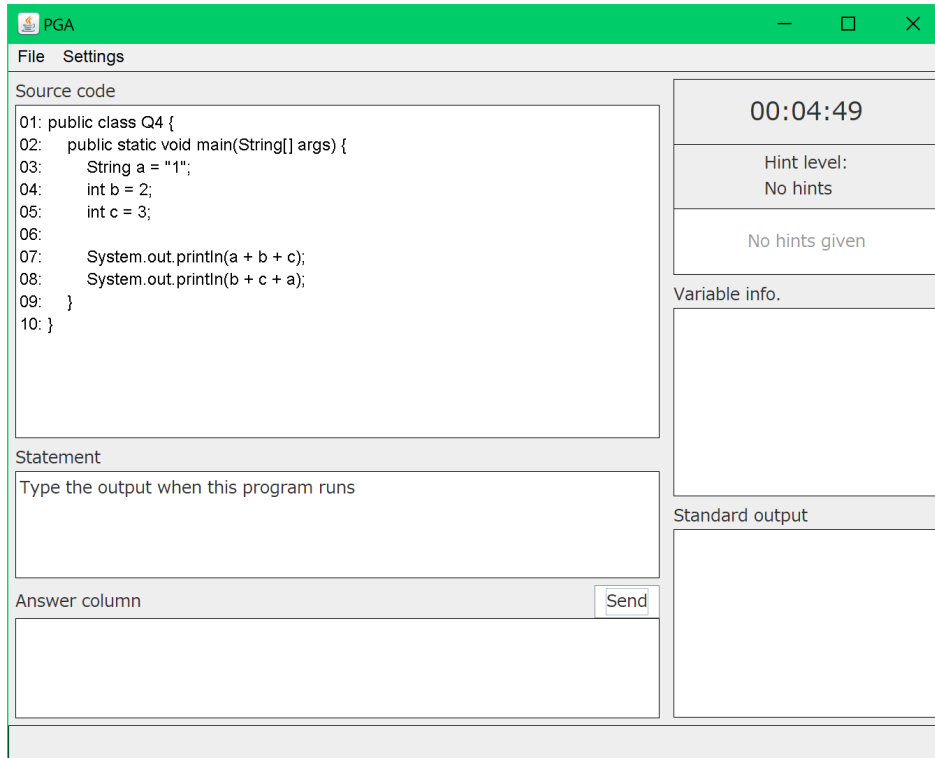 PGA
File Settings
Source code
01: public class Q4 {
02: public static void main(String[] args) {
03: String a = "1";
04: int b = 2;
05: int c = 3;
06:
07: System.out.println(a + b + c);
08: System.out.println(b + c + a);
09: }
10: }
Statement
Type the output when this program runs
Answer column
Send
00:04:49
Hint level:
No hints
No hints given
Variable info.
Standard output